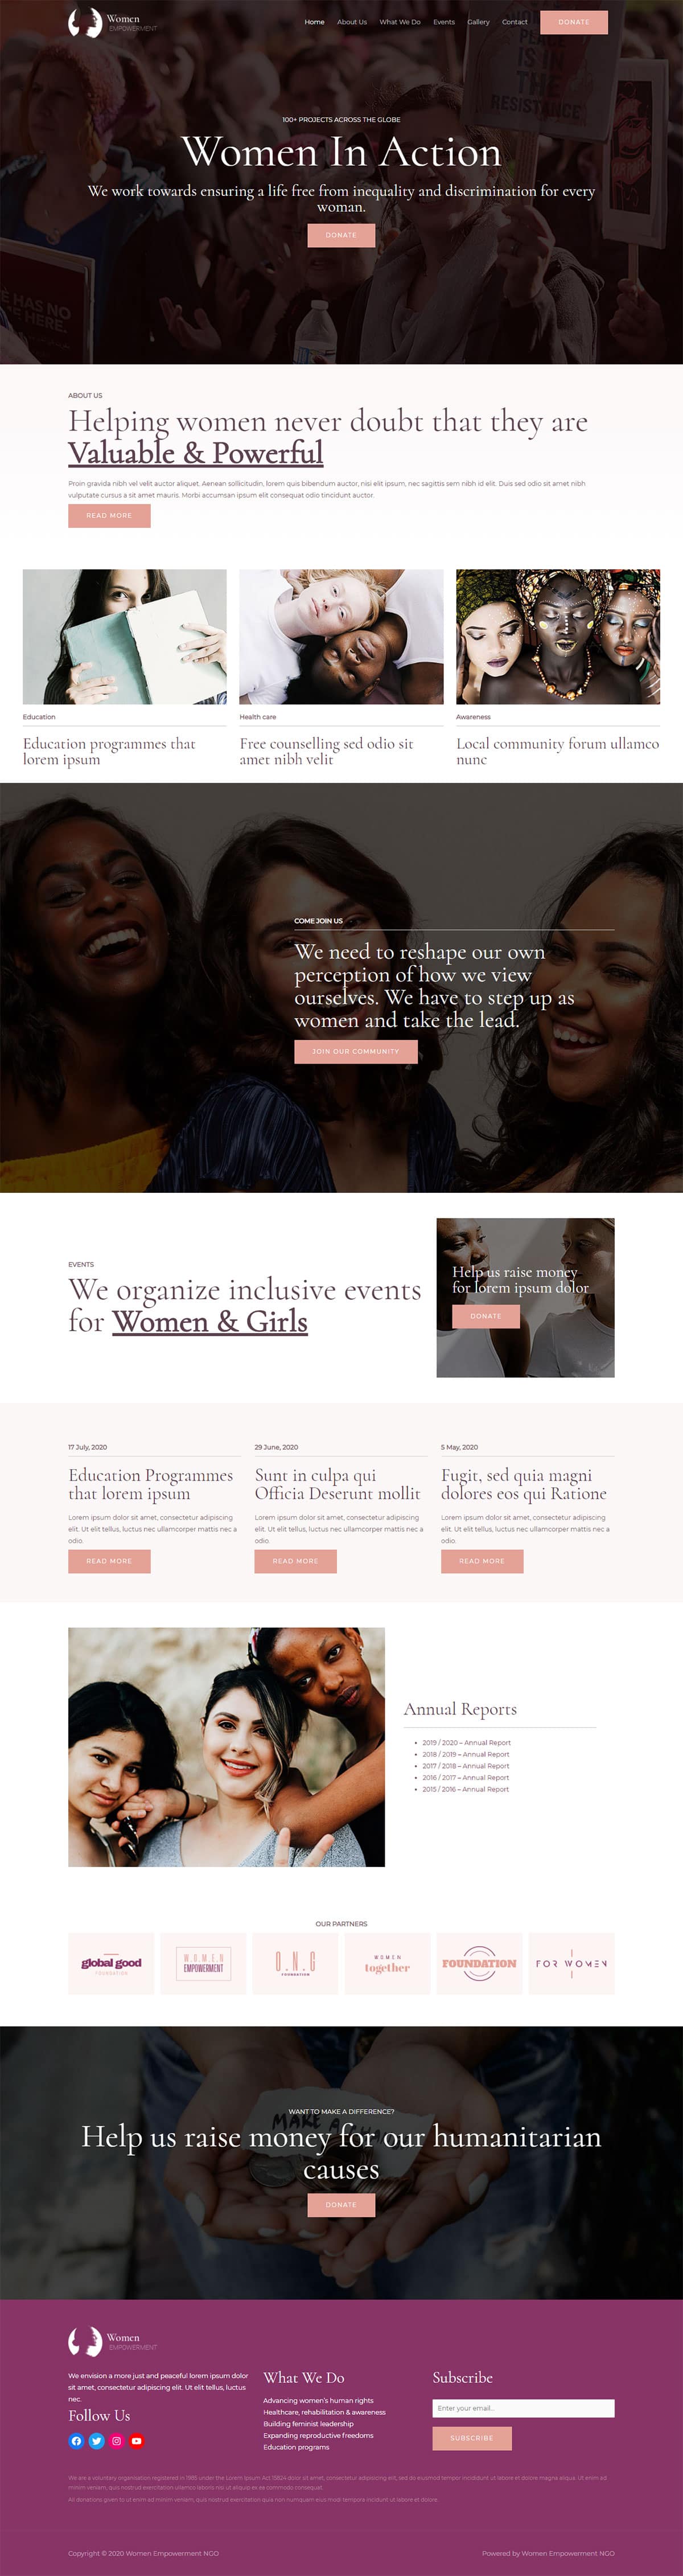 Women
EMPOWERMENT
Home
About Us
What We Do
Events
Gallery
Contact
DONATE
PEACE
IS IN
THE
RESISTANCE
E HAS NO
E HERE.
100+ PROJECTS ACROSS THE GLOBE
Women In Action
We work towards ensuring a life free from inequality and discrimination for every
woman.
DONATE
ABOUT US
Helping women never doubt that they are
Valuable & Powerful
Proin gravida nibh vel velit auctor aliquet. Aenean sollicitudin, lorem quis bibendum auctor, nisi elit ipsum, nec sagittis sem nibh id elit. Duis sed odio sit amet nibh
vulputate cursus a sit amet mauris. Morbi accumsan ipsum elit consequat odio tincidunt auctor.
READ MORE
Education
Education programmes that
lorem ipsum
Health care
Free counselling sed odio sit
amet nibh velit
Awareness
Local community forum ullamco
nunc
COME JOIN US
We need to reshape our own
perception of how we view
ourselves. We have to step up as
women and take the lead.
JOIN OUR COMMUNITY
EVENTS
We organize inclusive events
for Women & Girls
Help us raise money
for lorem ipsum dolor
DONATE
17 July, 2020
Education Programmes
that lorem ipsum
Lorem ipsum dolor sit amet, consectetur adipiscing
elit. Ut elit tellus, luctus nec ullamcorper mattis nec a
odio.
READ MORE
29 June, 2020
Sunt in culpa qui
Officia Deserunt mollit
Lorem ipsum dolor sit amet, consectetur adipiscing
elit. Ut elit tellus, luctus nec ullamcorper mattis nec a
odio.
READ MORE
5 May, 2020
Fugit, sed quia magni
dolores eos qui Ratione
Lorem ipsum dolor sit amet, consectetur adipiscing
elit. Ut elit tellus, luctus nec ullamcorper mattis nec a
odio.
READ MORE
Annual Reports
2019 / 2020 – Annual Report
2018 / 2019 – Annual Report
2017 / 2018 – Annual Report
2016 / 2017 – Annual Report
2015 / 2016 – Annual Report
OUR PARTNERS
global good
FOUNDATION
WOMEN
EMPOWERMENT
O.N.G
FOUNDATION
WOMEN
together
FOUNDATION
FOR WOMEN
WANT TO MAKE A DIFFERENCE?
MAKE A CHANGE
Help us raise money for our humanitarian
causes
DONATE
Women
EMPOWERMENT
We envision a more just and peaceful lorem ipsum dolor
sit amet, consectetur adipiscing elit. Ut elit tellus, luctus
nec.
Follow Us
What We Do
Advancing women's human rights
Healthcare, rehabilitation & awareness
Building feminist leadership
Expanding reproductive freedoms
Education programs
Subscribe
Enter your email...
SUBSCRIBE
We are a voluntary organisation registered in 1985 under the Lorem Ipsum Act 15824 dolor sit amet, consectetur adipisicing elit, sed do eiusmod tempor incididunt ut labore et dolore magna aliqua. Ut enim ad
minim veniam, quis nostrud exercitation ullamco laboris nisi ut aliquip ex ea commodo consequat.
All donations given to ut enim ad minim veniam, quis nostrud exercitation quia non numquam eius modi tempora incidunt ut labore et dolore.
Copyright © 2020 Women Empowerment NGO
Powered by Women Empowerment NGO